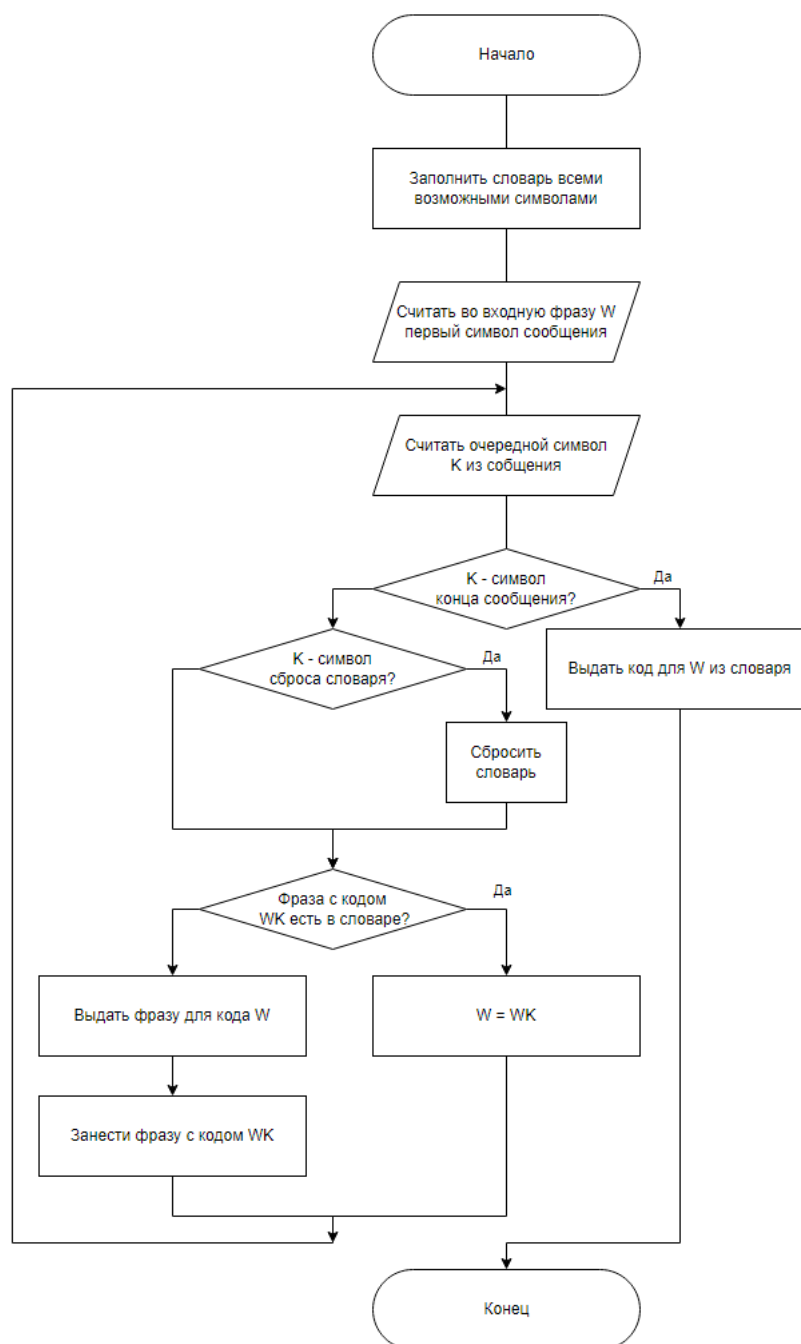 Начало
Заполнить словарь всеми
возможными символами
Считать во входную фразу W
первый символ сообщения
Считать очередной символ
K из собщения
K - символ
конца сообщения?
Да
K - символ
сброса словаря?
Да
Выдать код для W из словаря
Сбросить
словарь
Фраза с кодом
WK есть в словаре?
Да
Выдать фразу для кода W
W = WK
Занести фразу с кодом WK
Конец